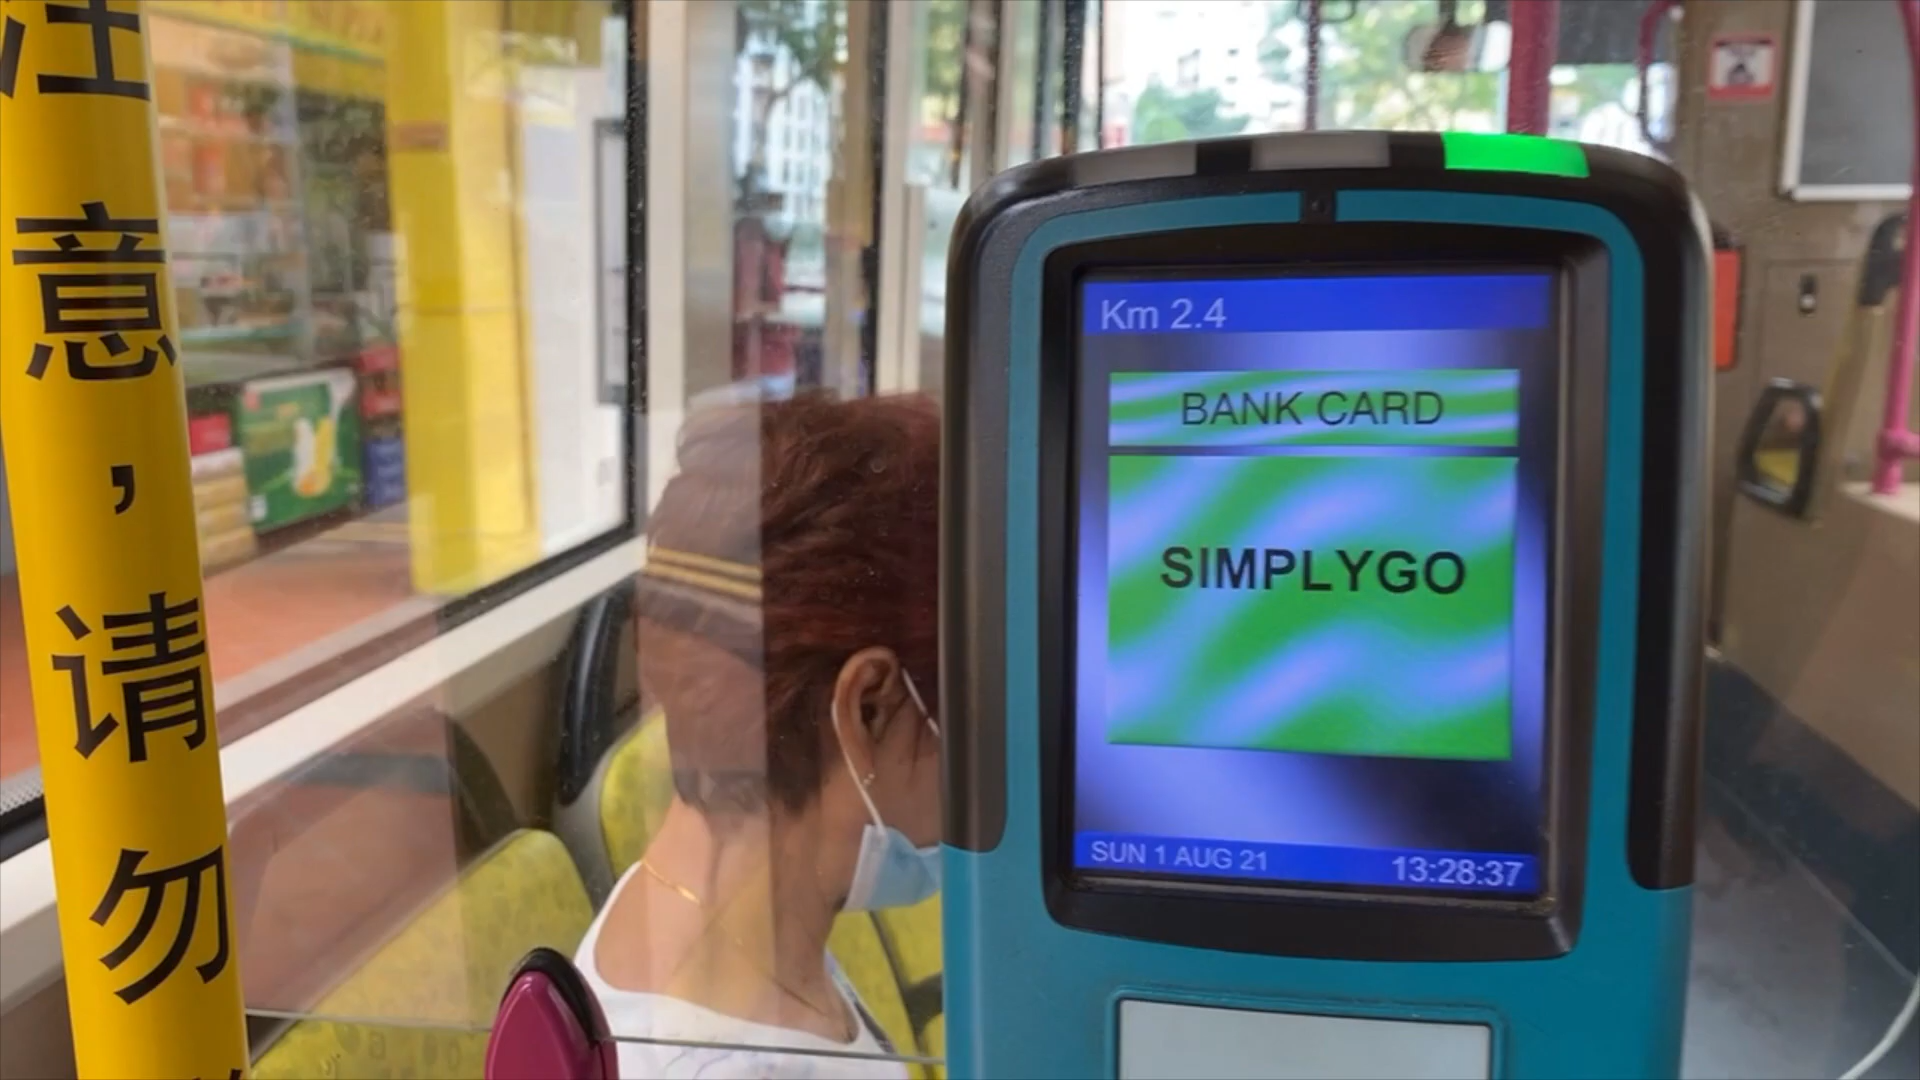 注
意
，
请
勿
Km 2.4
BANK CARD
SIMPLYGO
SUN 1 AUG 21
13:28:37